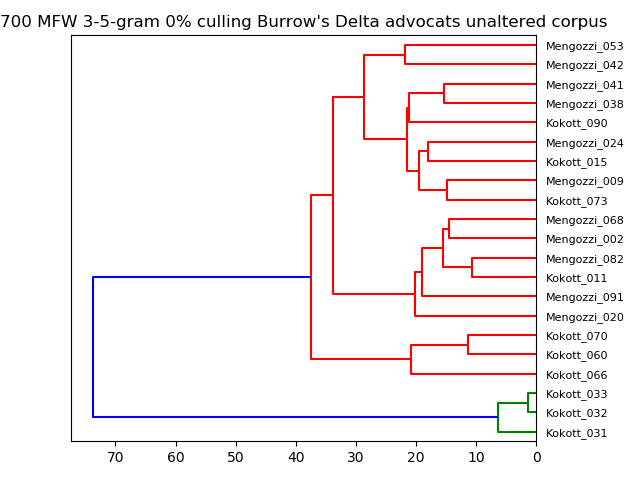 700 MFW 3-5-gram 0% culling Burrow's Delta advocats unaltered corpus
Mengozzi_053
Mengozzi_042
Mengozzi_041
Mengozzi_038
Kokott_090
Mengozzi_024
Kokott_015
Mengozzi_009
Kokott_073
Mengozzi_068
Mengozzi_002
Mengozzi_082
Kokott_011
Mengozzi_091
Mengozzi_020
Kokott_070
Kokott_060
Kokott_066
Kokott_033
Kokott_032
Kokott_031
70 60 50 40 30 20 10 0